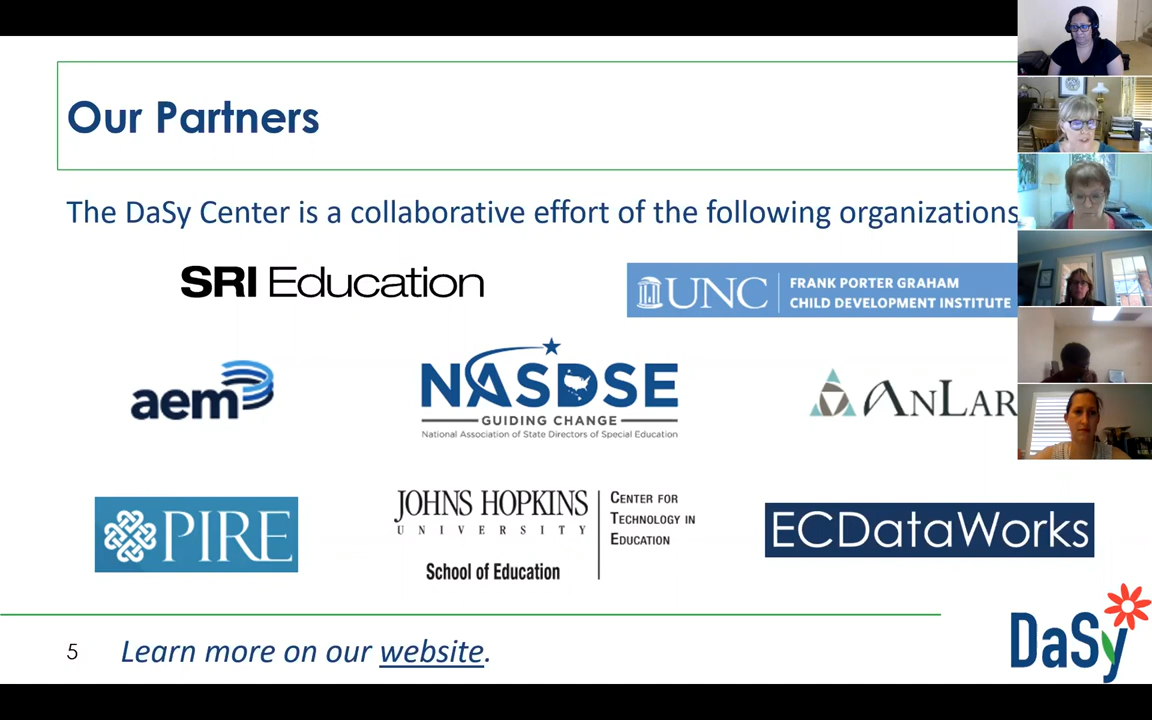 Our Partners
The DaSy Center is a collaborative effort of the following organizations
SRI Education
UNC FRANK PORTER GRAHAM
CHILD DEVELOPMENT INSTITUTE
aem
NASDSE
GUIDING CHANGE
National Association of State Directors of Special Education
ANLAR
PIRE
JOHNS HOPKINS
UNIVERSITY
School of Education
CENTER FOR
TECHNOLOGY IN
EDUCATION
ECDataWorks
5 Learn more on our website.
DaSy